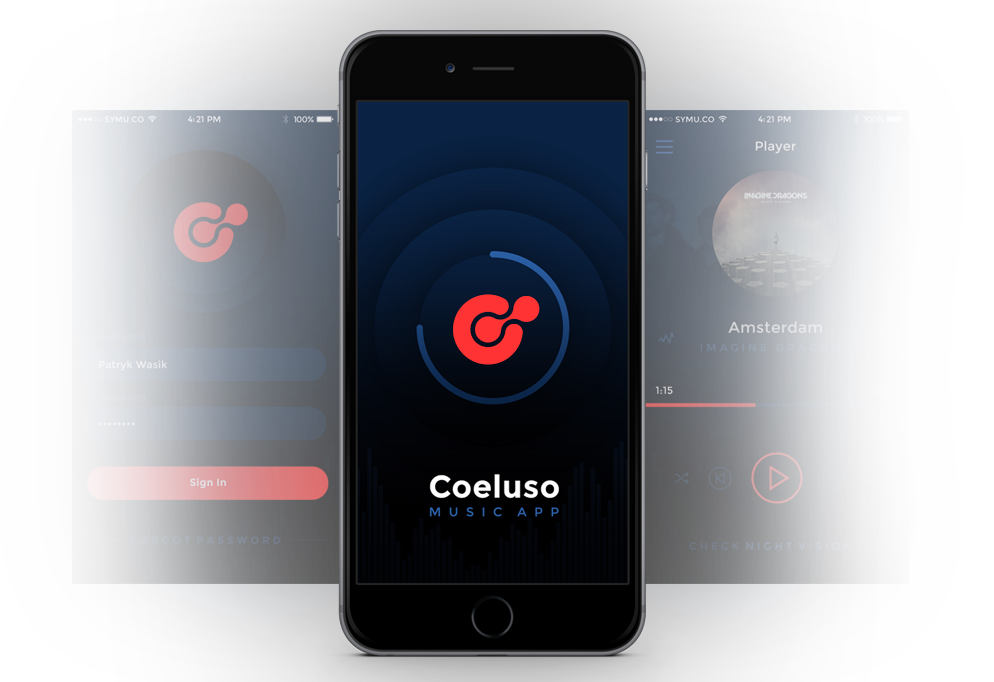 SYMU.CO 4:21 PM 100%
Patryk Wasik
Sign In
FORGOT PASSWORD
Coeluso
MUSIC APP
SYMU.CO 4:21 PM 100%
Player
IMAGINE DRAGONS
Amsterdam
IMAGINE DRAGONS
1:15
CHECK NIGHT VISION